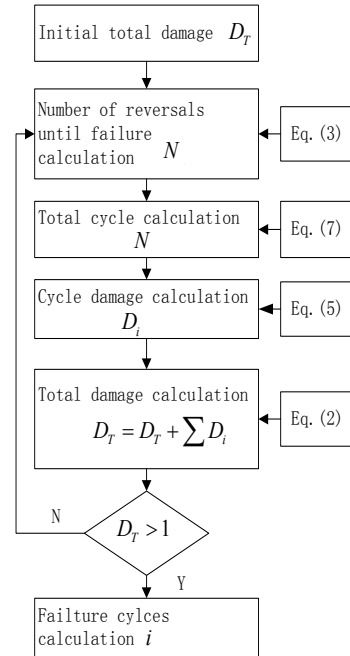 Initial total damage D_T
Number of reversals
until failure
calculation N
Eq.(3)
Total cycle calculation
N
Eq.(7)
Cycle damage calculation
D_i
Eq.(5)
Total damage calculation
D_T = D_T + ∑ D_i
Eq.(2)
N
D_T > 1
Y
Failture cylces
calculation i